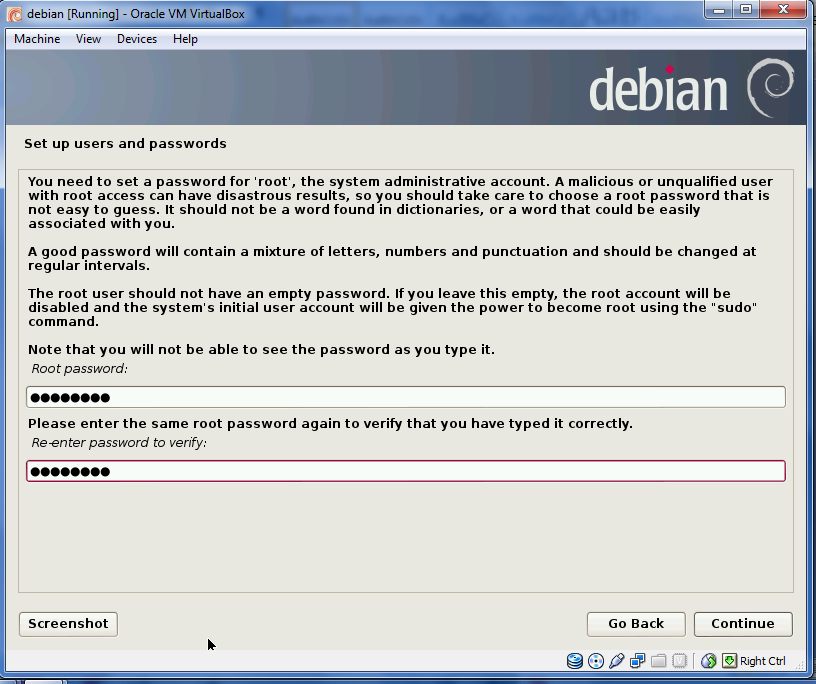 debian [Running] - Oracle VM VirtualBox
Machine View Devices Help
debian
Set up users and passwords
You need to set a password for 'root', the system administrative account. A malicious or unqualified user
with root access can have disastrous results, so you should take care to choose a root password that is
not easy to guess. It should not be a word found in dictionaries, or a word that could be easily
associated with you.
A good password will contain a mixture of letters, numbers and punctuation and should be changed at
regular intervals.
The root user should not have an empty password. If you leave this empty, the root account will be
disabled and the system's initial user account will be given the power to become root using the "sudo"
command.
Note that you will not be able to see the password as you type it.
Root password:
●●●●●●●●
Please enter the same root password again to verify that you have typed it correctly.
Re-enter password to verify:
●●●●●●●●
Screenshot Go Back Continue
Right Ctrl